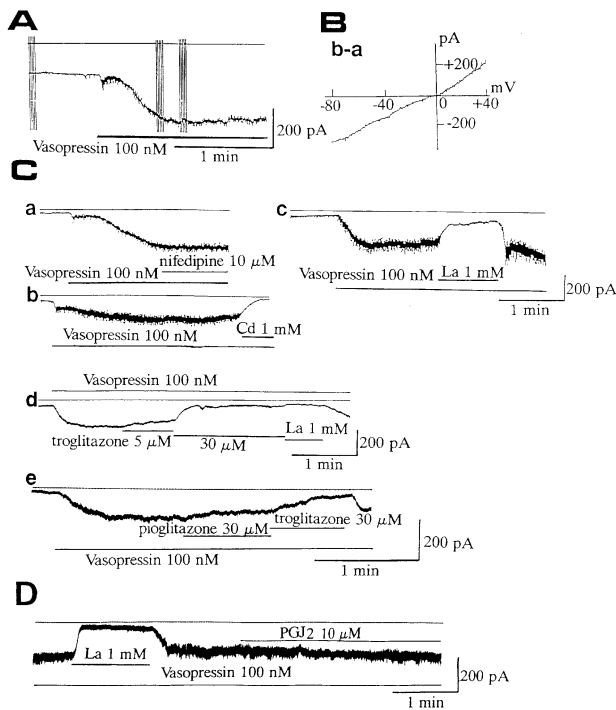 A
200 pA
Vasopressin 100 nM
1 min
B
b-a
pA
+200
mV
-80
-40
0
+40
-200
C
a
nifedipine 10 μM
Vasopressin 100 nM
b
Cd 1 mM
Vasopressin 100 nM
c
Vasopressin 100 nM
La 1 mM
200 pA
1 min
Vasopressin 100 nM
d
La 1 mM
troglitazone 5 μM
30 μM
200 pA
1 min
e
pioglitazone 30 μM
troglitazone 30 μM
Vasopressin 100 nM
200 pA
1 min
D
PGJ2 10 μM
La 1 mM
Vasopressin 100 nM
200 pA
1 min